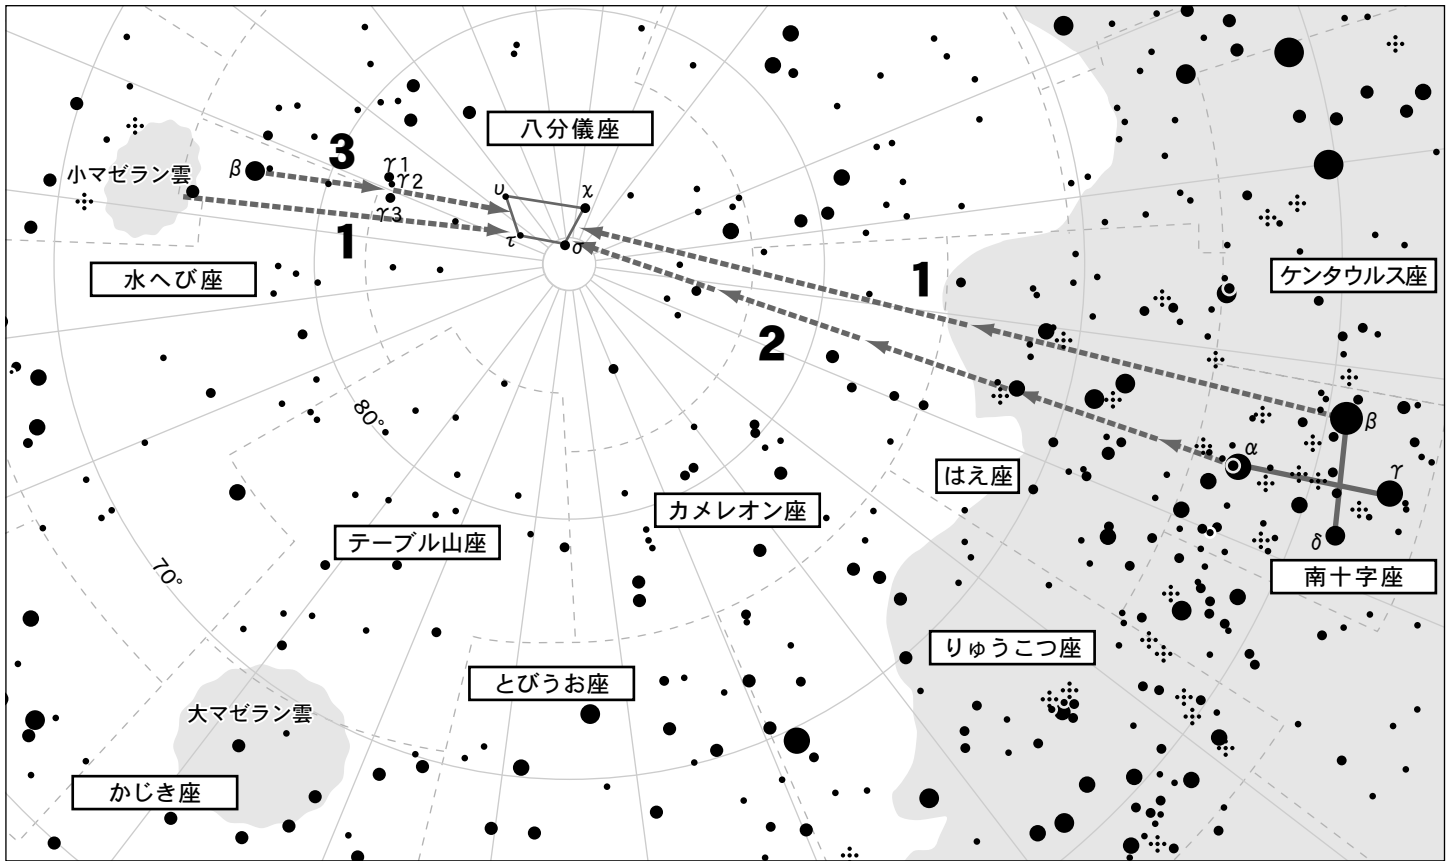 八分儀座
3
γ1
β
γ2
小マゼラン雲
υ
χ
γ3
1
τ
σ
水へび座
1
ケンタウルス座
2
80°
β
α
はえ座
γ
カメレオン座
テーブル山座
δ
70°
南十字座
りゅうこつ座
とびうお座
大マゼラン雲
かじき座